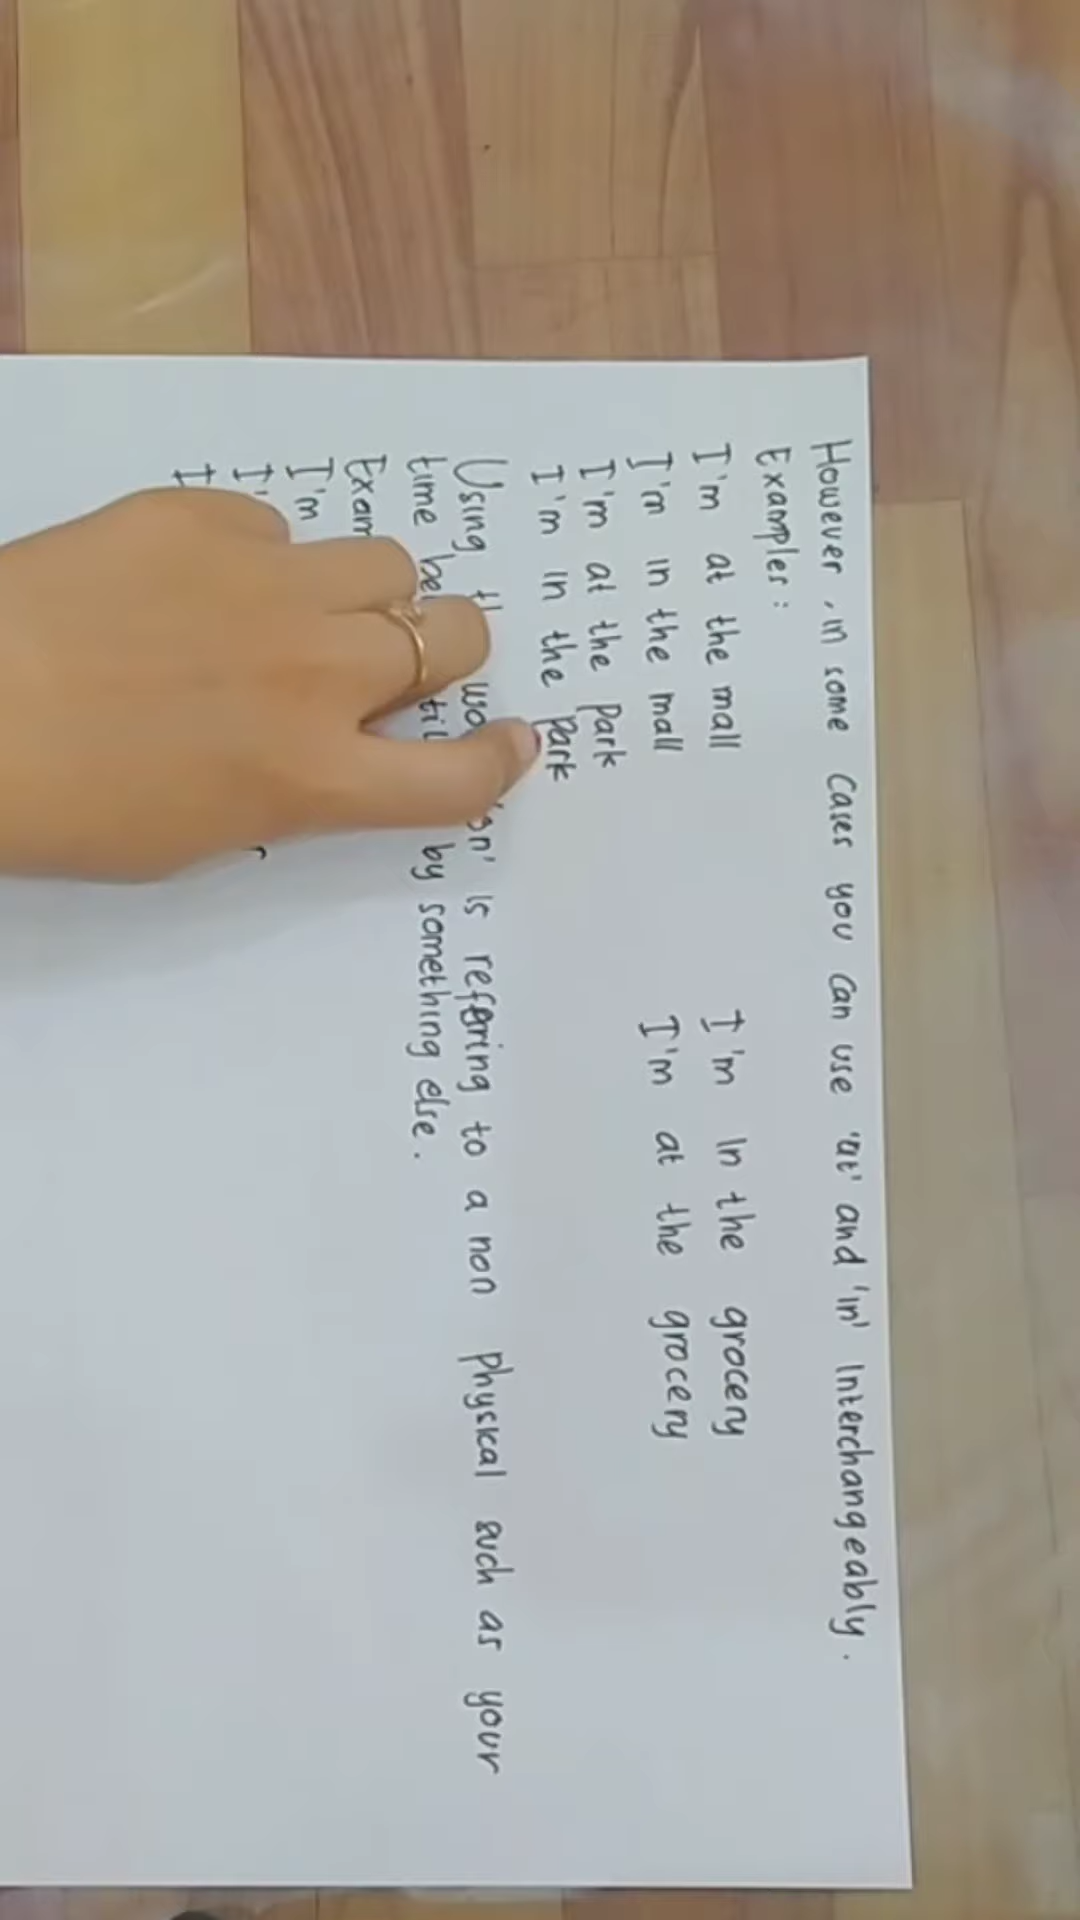 However, in some cases you can use 'at' and 'in' interchangeably.
Examples:
I'm at the mall
I'm in the mall
I'm at the park
I'm in the park
I'm in the grocery
I'm at the grocery
Using 'on' is refering to a non physical such as your
time by something else.
I'm